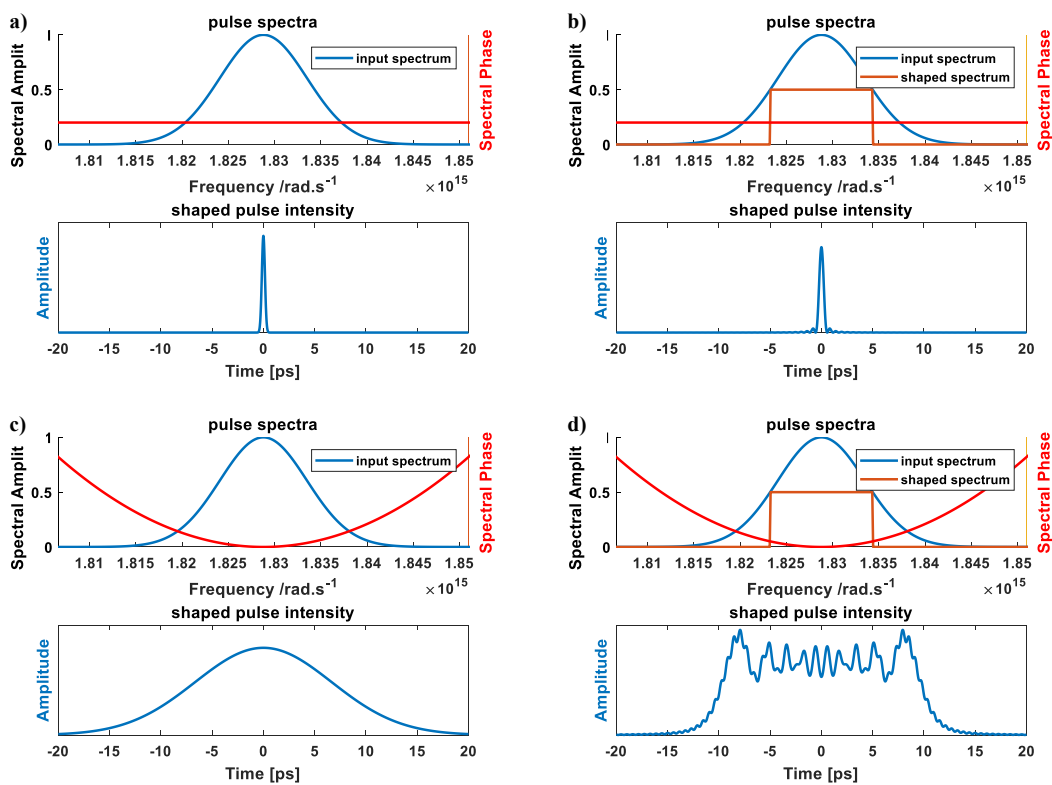 a)
pulse spectra
Spectral Amplit
Spectral Phase
1
0.5
0
input spectrum
1.81 1.815 1.82 1.825 1.83 1.835 1.84 1.845 1.85
Frequency /rad.s⁻¹
×10¹⁵
shaped pulse intensity
Amplitude
-20 -15 -10 -5 0 5 10 15 20
Time [ps]
b)
pulse spectra
Spectral Amplit
Spectral Phase
0.5
0
input spectrum
shaped spectrum
1.81 1.815 1.82 1.825 1.83 1.835 1.84 1.845 1.85
Frequency /rad.s⁻¹
×10¹⁵
shaped pulse intensity
Amplitude
-20 -15 -10 -5 0 5 10 15 20
Time [ps]
c)
pulse spectra
Spectral Amplit
Spectral Phase
1
0.5
0
input spectrum
1.81 1.815 1.82 1.825 1.83 1.835 1.84 1.845 1.85
Frequency /rad.s⁻¹
×10¹⁵
shaped pulse intensity
Amplitude
-20 -15 -10 -5 0 5 10 15 20
Time [ps]
d)
pulse spectra
Spectral Amplit
Spectral Phase
0.5
0
input spectrum
shaped spectrum
1.81 1.815 1.82 1.825 1.83 1.835 1.84 1.845 1.85
Frequency /rad.s⁻¹
×10¹⁵
shaped pulse intensity
Amplitude
-20 -15 -10 -5 0 5 10 15 20
Time [ps]